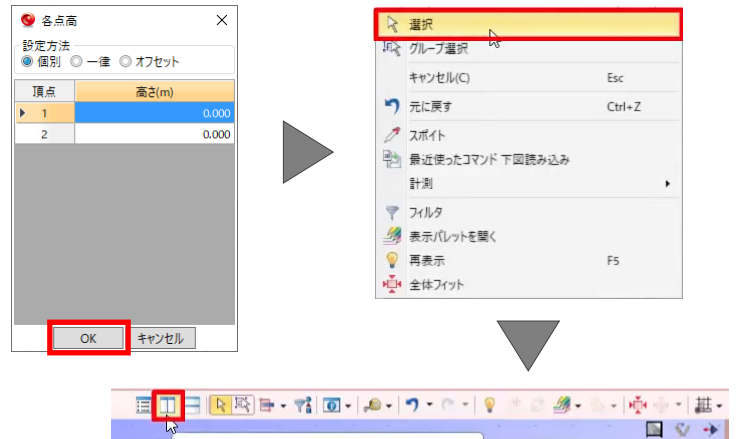 各点高
設定方法
個別 一律 オフセット
頂点 高さ(m)
1 0.000
2 0.000
OK キャンセル
選択
グループ選択
キャンセル(C) Esc
元に戻す Ctrl+Z
スポイト
最近使ったコマンド 下図読み込み
計測
フィルタ
表示パレットを開く
再表示 F5
全体フィット